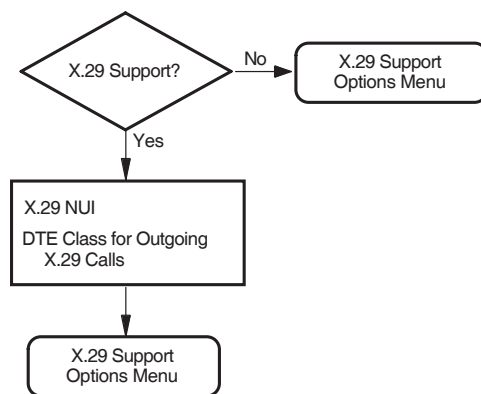 X.29 Support?
No
X.29 Support
Options Menu
Yes
X.29 NUI
DTE Class for Outgoing
X.29 Calls
X.29 Support
Options Menu